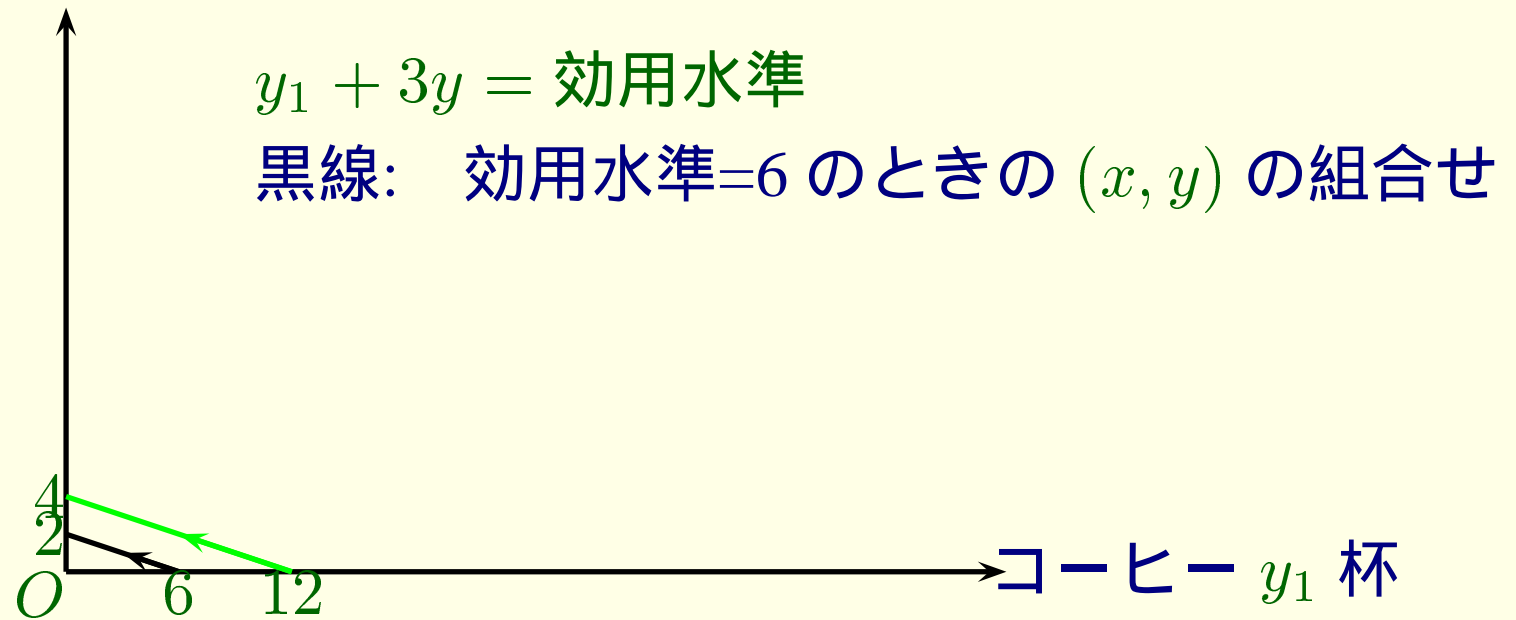 y₁ + 3y = 効用水準
黒線: 効用水準=6 のときの (x, y) の組合せ
4
2
O
6
12
コーヒー y₁ 杯